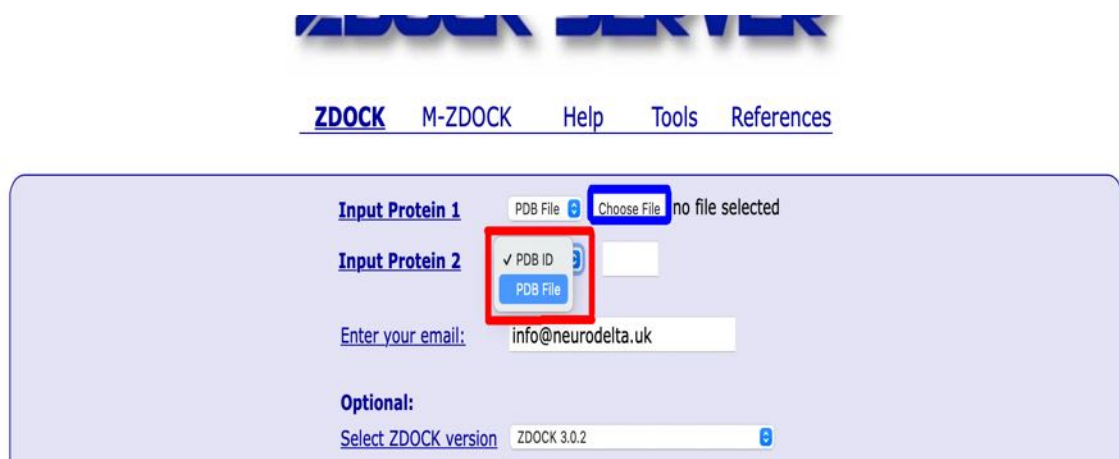 ZDOCK SERVER
ZDOCK M-ZDOCK Help Tools References
Input Protein 1 PDB File Choose File no file selected
Input Protein 2 ✓ PDB ID
PDB File
Enter your email: info@neurodelta.uk
Optional:
Select ZDOCK version ZDOCK 3.0.2